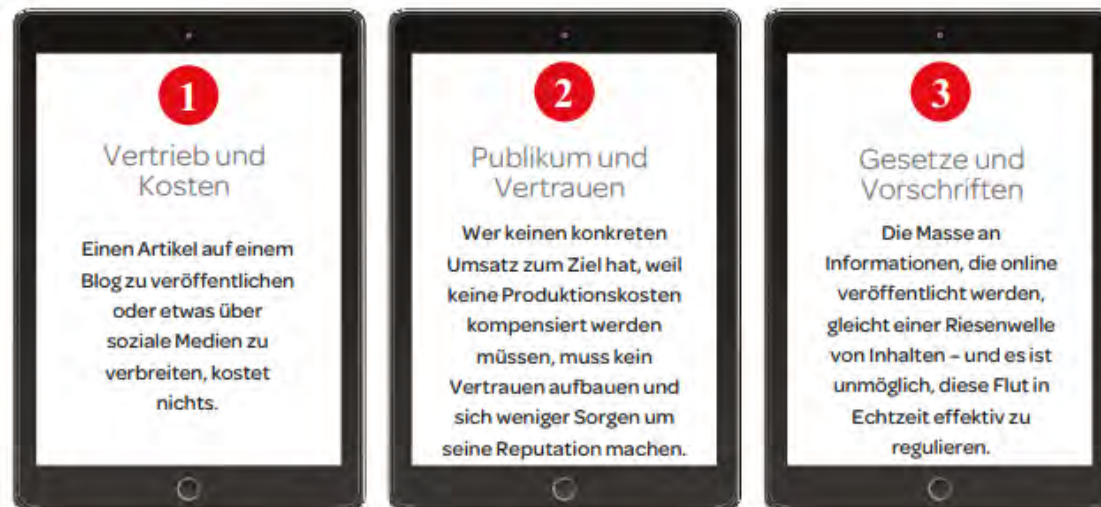 1
Vertrieb und
Kosten
Einen Artikel auf einem
Blog zu veröffentlichen
oder etwas über
soziale Medien zu
verbreiten, kostet
nichts.
2
Publikum und
Vertrauen
Wer keinen konkreten
Umsatz zum Ziel hat, weil
keine Produktionskosten
kompensiert werden
müssen, muss kein
Vertrauen aufbauen und
sich weniger Sorgen um
seine Reputation machen.
3
Gesetze und
Vorschriften
Die Masse an
Informationen, die online
veröffentlicht werden,
gleicht einer Riesenwelle
von Inhalten – und es ist
unmöglich, diese Flut in
Echtzeit effektiv zu
regulieren.